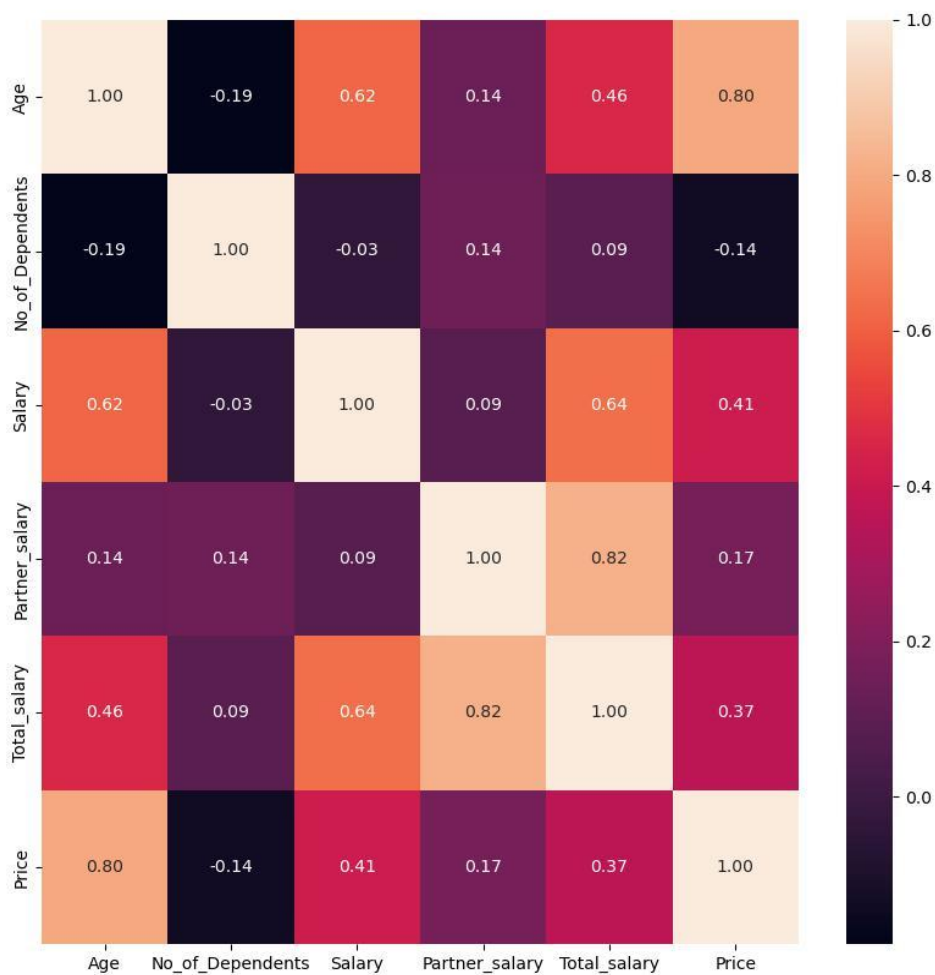 Age 1.00 -0.19 0.62 0.14 0.46 0.80
No_of_Dependents -0.19 1.00 -0.03 0.14 0.09 -0.14
Salary 0.62 -0.03 1.00 0.09 0.64 0.41
Partner_salary 0.14 0.14 0.09 1.00 0.82 0.17
Total_salary 0.46 0.09 0.64 0.82 1.00 0.37
Price 0.80 -0.14 0.41 0.17 0.37 1.00
Age No_of_Dependents Salary Partner_salary Total_salary Price
1.0
0.8
0.6
0.4
0.2
0.0